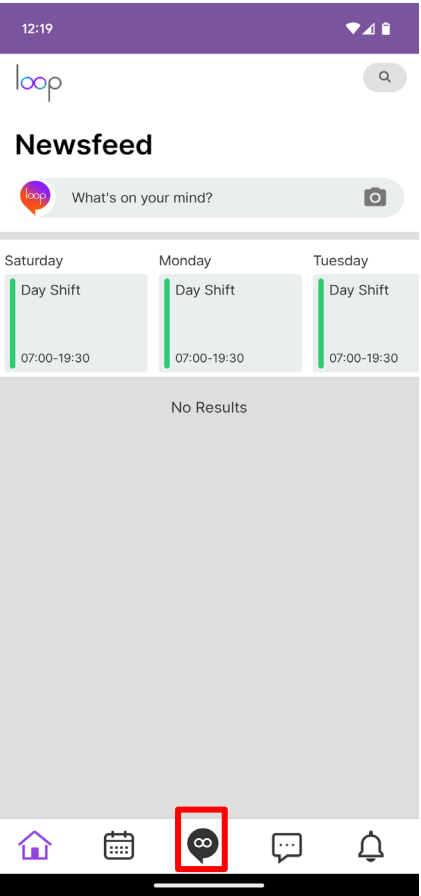 12:19
loop
Newsfeed
loop
What's on your mind?
Saturday Monday Tuesday
Day Shift Day Shift Day Shift
07:00-19:30 07:00-19:30 07:00-19:30
No Results